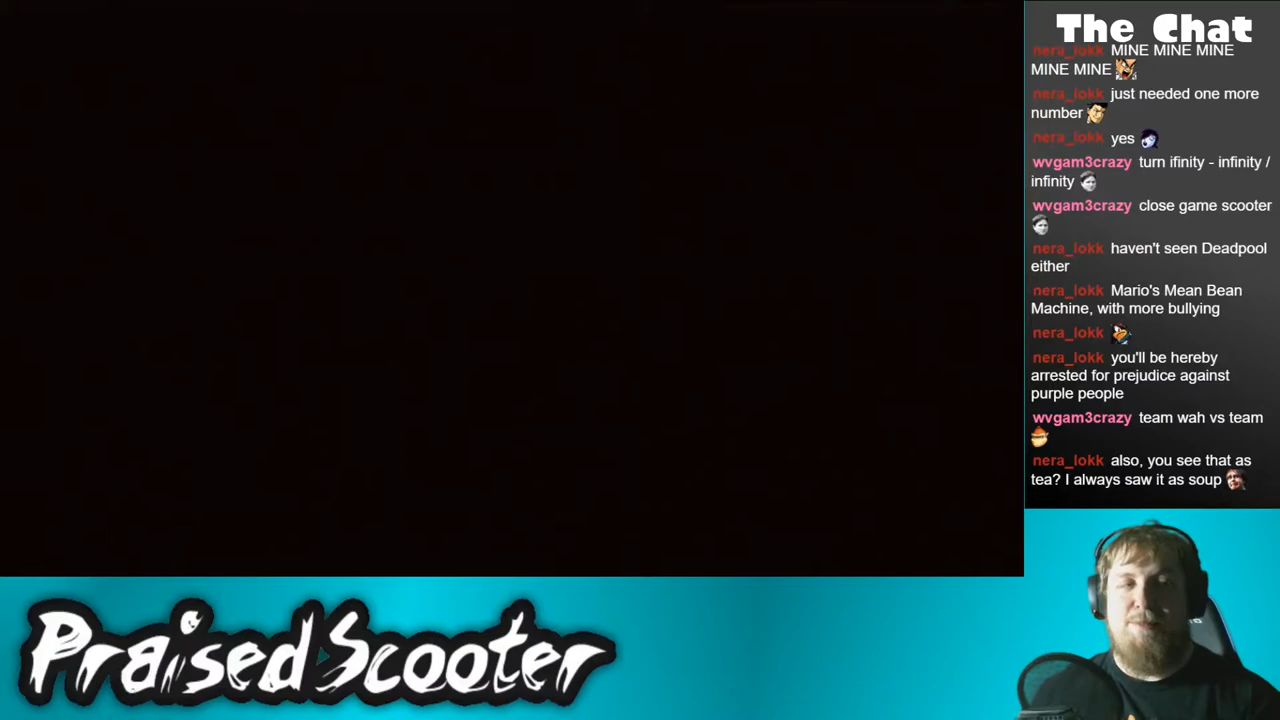 The Chat
nera_lokk MINE MINE MINE
MINE MINE
nera_lokk just needed one more
number
nera_lokk yes
wvgam3crazy turn ifinity - infinity /
infinity
wvgam3crazy close game scooter
nera_lokk haven't seen Deadpool
either
nera_lokk Mario's Mean Bean
Machine, with more bullying
nera_lokk
nera_lokk you'll be hereby
arrested for prejudice against
purple people
wvgam3crazy team wah vs team
nera_lokk also, you see that as
tea? I always saw it as soup
PraisedScooter